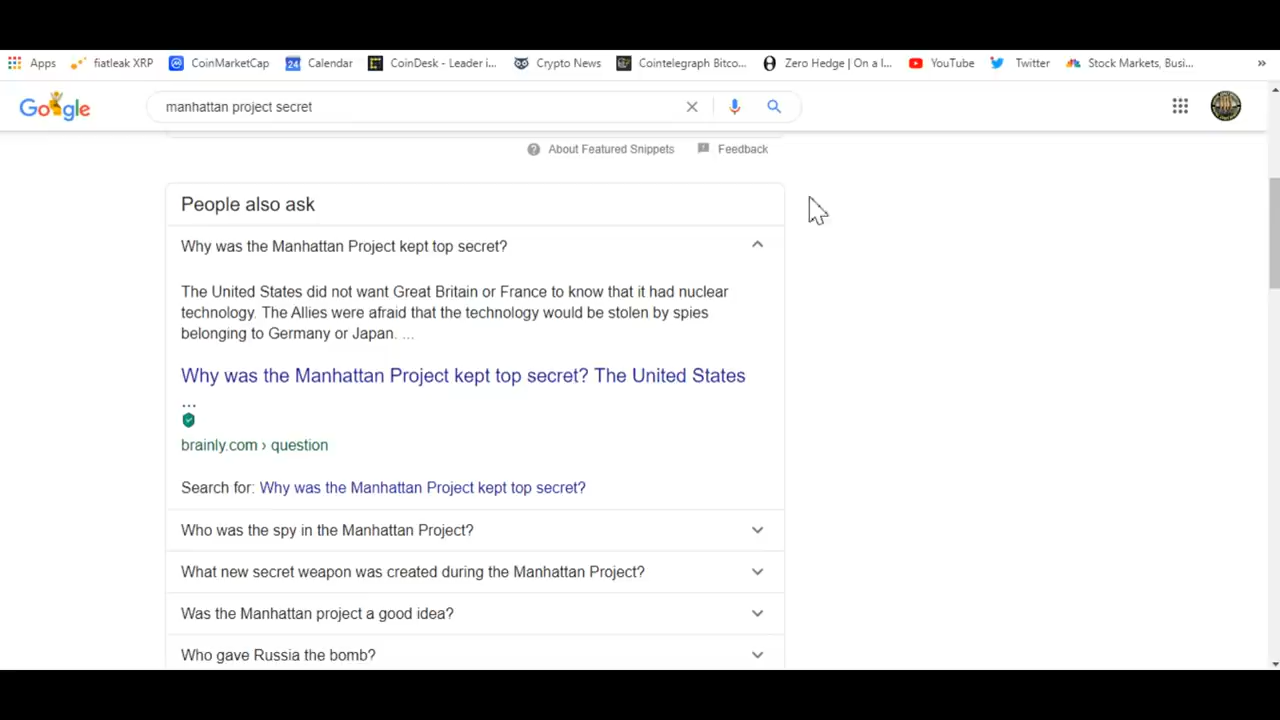 Apps fiatleak XRP CoinMarketCap 24 Calendar CoinDesk - Leader i... Crypto News Cointelegraph Bitco... Zero Hedge | On a l... YouTube Twitter Stock Markets, Busi... »
Google manhattan project secret
About Featured Snippets Feedback
People also ask
Why was the Manhattan Project kept top secret?
The United States did not want Great Britain or France to know that it had nuclear
technology. The Allies were afraid that the technology would be stolen by spies
belonging to Germany or Japan. ...
Why was the Manhattan Project kept top secret? The United States
...
brainly.com › question
Search for: Why was the Manhattan Project kept top secret?
Who was the spy in the Manhattan Project?
What new secret weapon was created during the Manhattan Project?
Was the Manhattan project a good idea?
Who gave Russia the bomb?